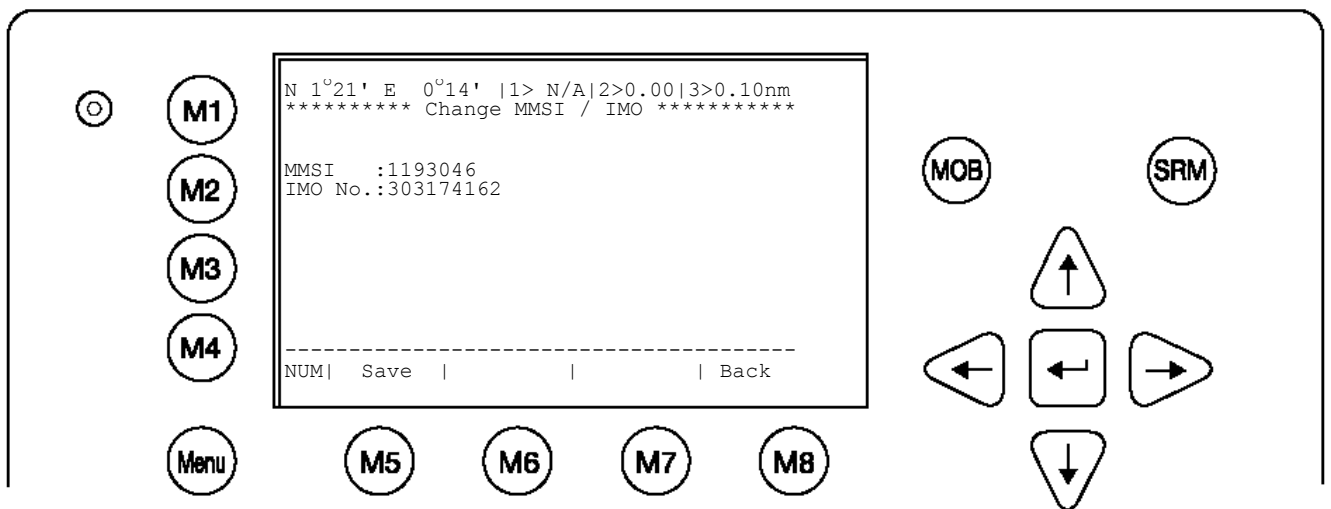 N 1°21' E  0°14' |1> N/A|2>0.00|3>0.10nm
********** Change MMSI / IMO ***********
MMSI   :1193046
IMO No.:303174162
----------------------------------------
NUM|  Save  |         |         | Back
M1
M2
M3
M4
Menu
M5
M6
M7
M8
MOB
SRM